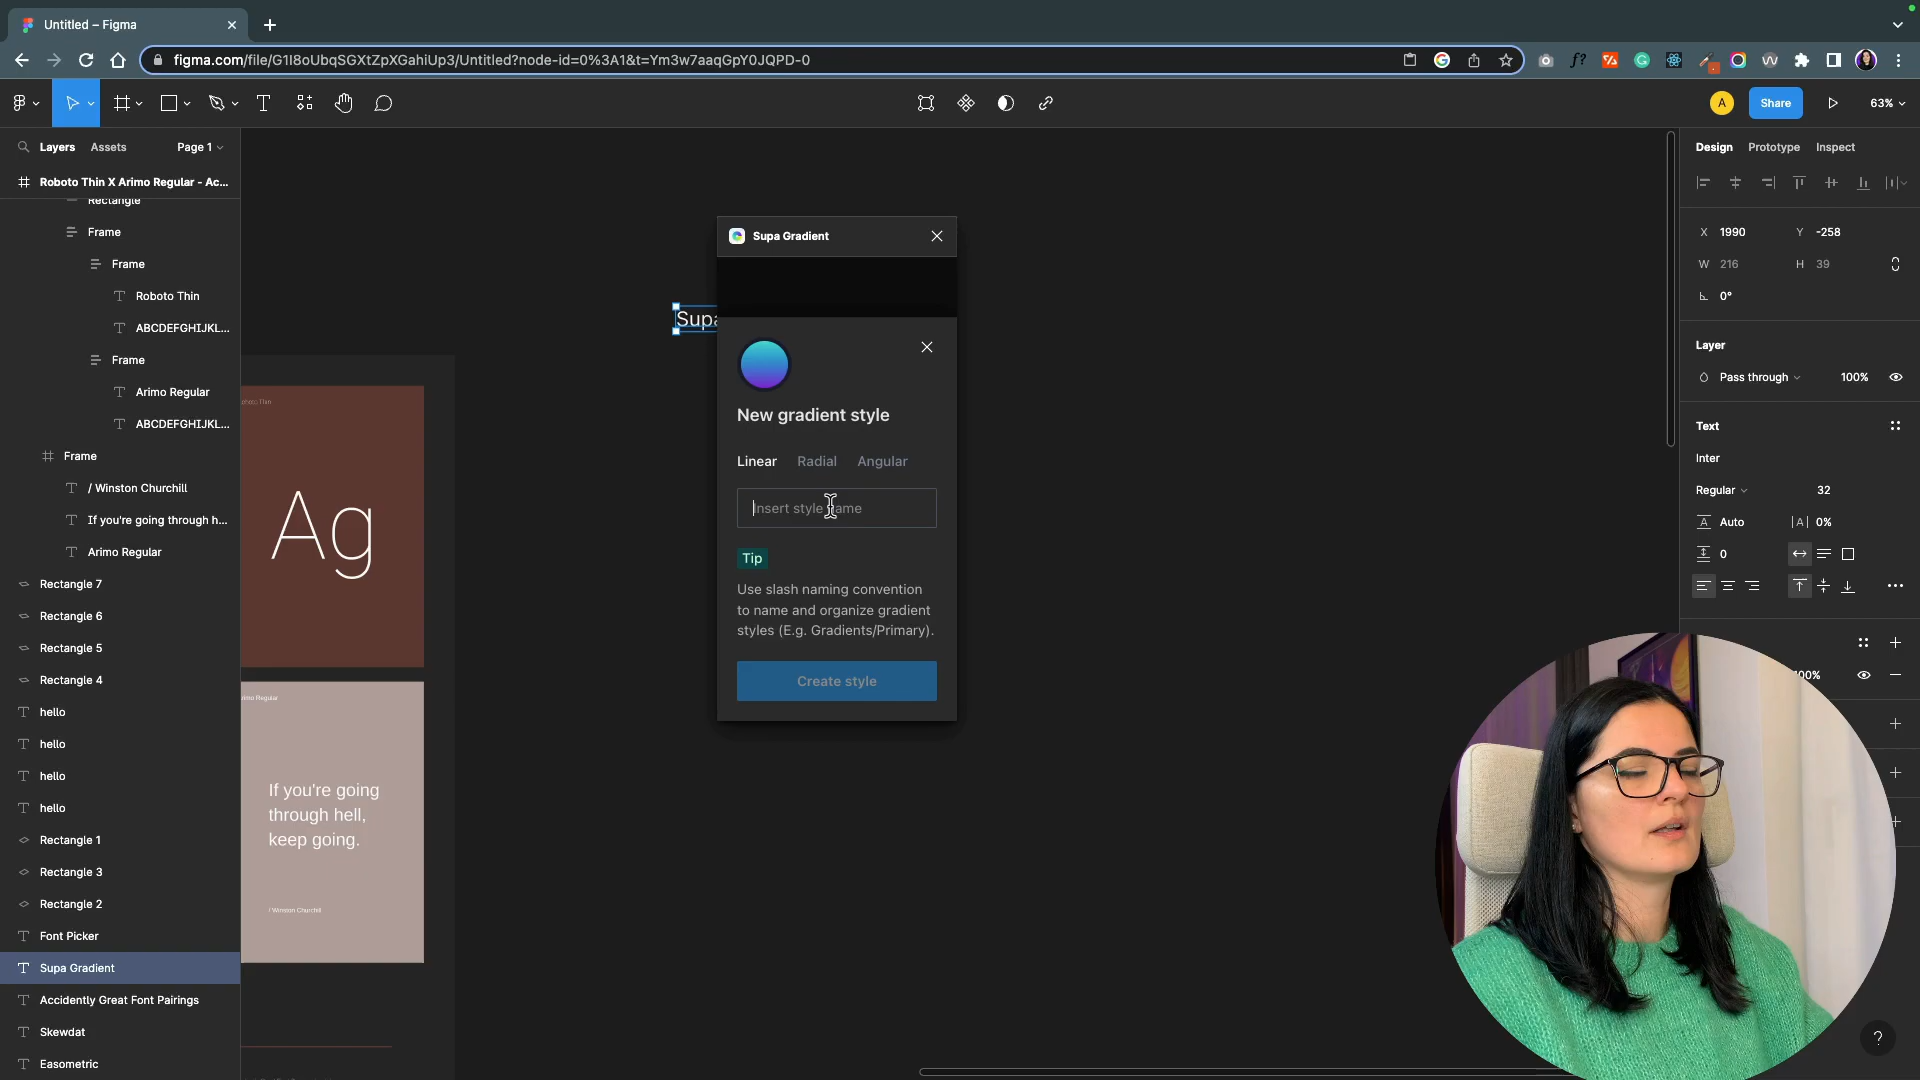 Untitled – Figma
figma.com/file/G1I8oUbqSGXtZpXGahiUp3/Untitled?node-id=0%3A1&t=Ym3w7aaqGpY0JQPD-0
A
Share
63%
Layers
Assets
Page 1
Design
Prototype
Inspect
Roboto Thin X Arimo Regular - Ac...
Rectangle
Frame
Frame
Roboto Thin
ABCDEFGHIJKL...
Frame
Arimo Regular
ABCDEFGHIJKL...
Frame
/ Winston Churchill
If you're going through h...
Arimo Regular
Rectangle 7
Rectangle 6
Rectangle 5
Rectangle 4
hello
hello
hello
hello
Rectangle 1
Rectangle 3
Rectangle 2
Font Picker
Supa Gradient
Accidently Great Font Pairings
Skewdat
Easometric
Ag
If you're going
through hell,
keep going.
/ Winston Churchill
Supa
Supa Gradient
New gradient style
Linear
Radial
Angular
Insert style name
Tip
Use slash naming convention
to name and organize gradient
styles (E.g. Gradients/Primary).
Create style
X 1990
Y -258
W 216
H 39
0°
Layer
Pass through
100%
Text
Inter
Regular
32
Auto
|A| 0%
0
100%
?